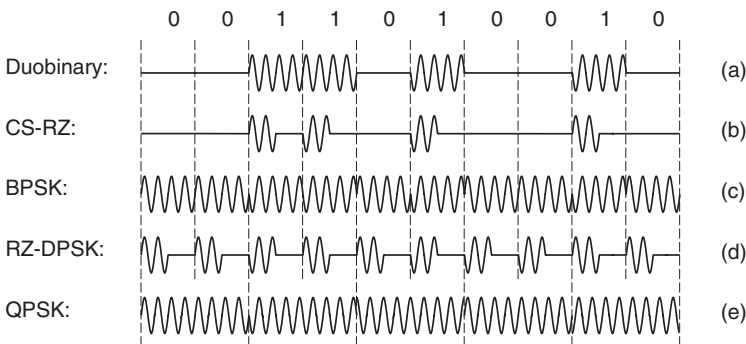 0 0 1 1 0 1 0 0 1 0
Duobinary: (a)
CS-RZ: (b)
BPSK: (c)
RZ-DPSK: (d)
QPSK: (e)